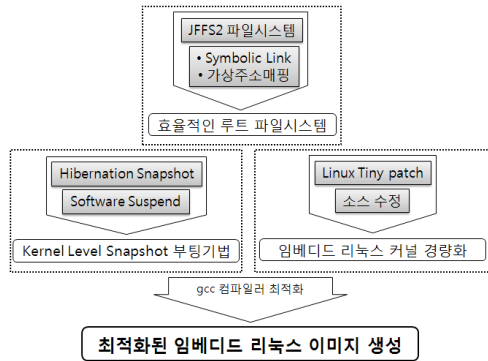 JFFS2 파일시스템
• Symbolic Link
• 가상주소매핑
효율적인 루트 파일시스템
Hibernation Snapshot
Software Suspend
Kernel Level Snapshot 부팅기법
Linux Tiny patch
소스 수정
임베디드 리눅스 커널 경량화
gcc 컴파일러 최적화
최적화된 임베디드 리눅스 이미지 생성